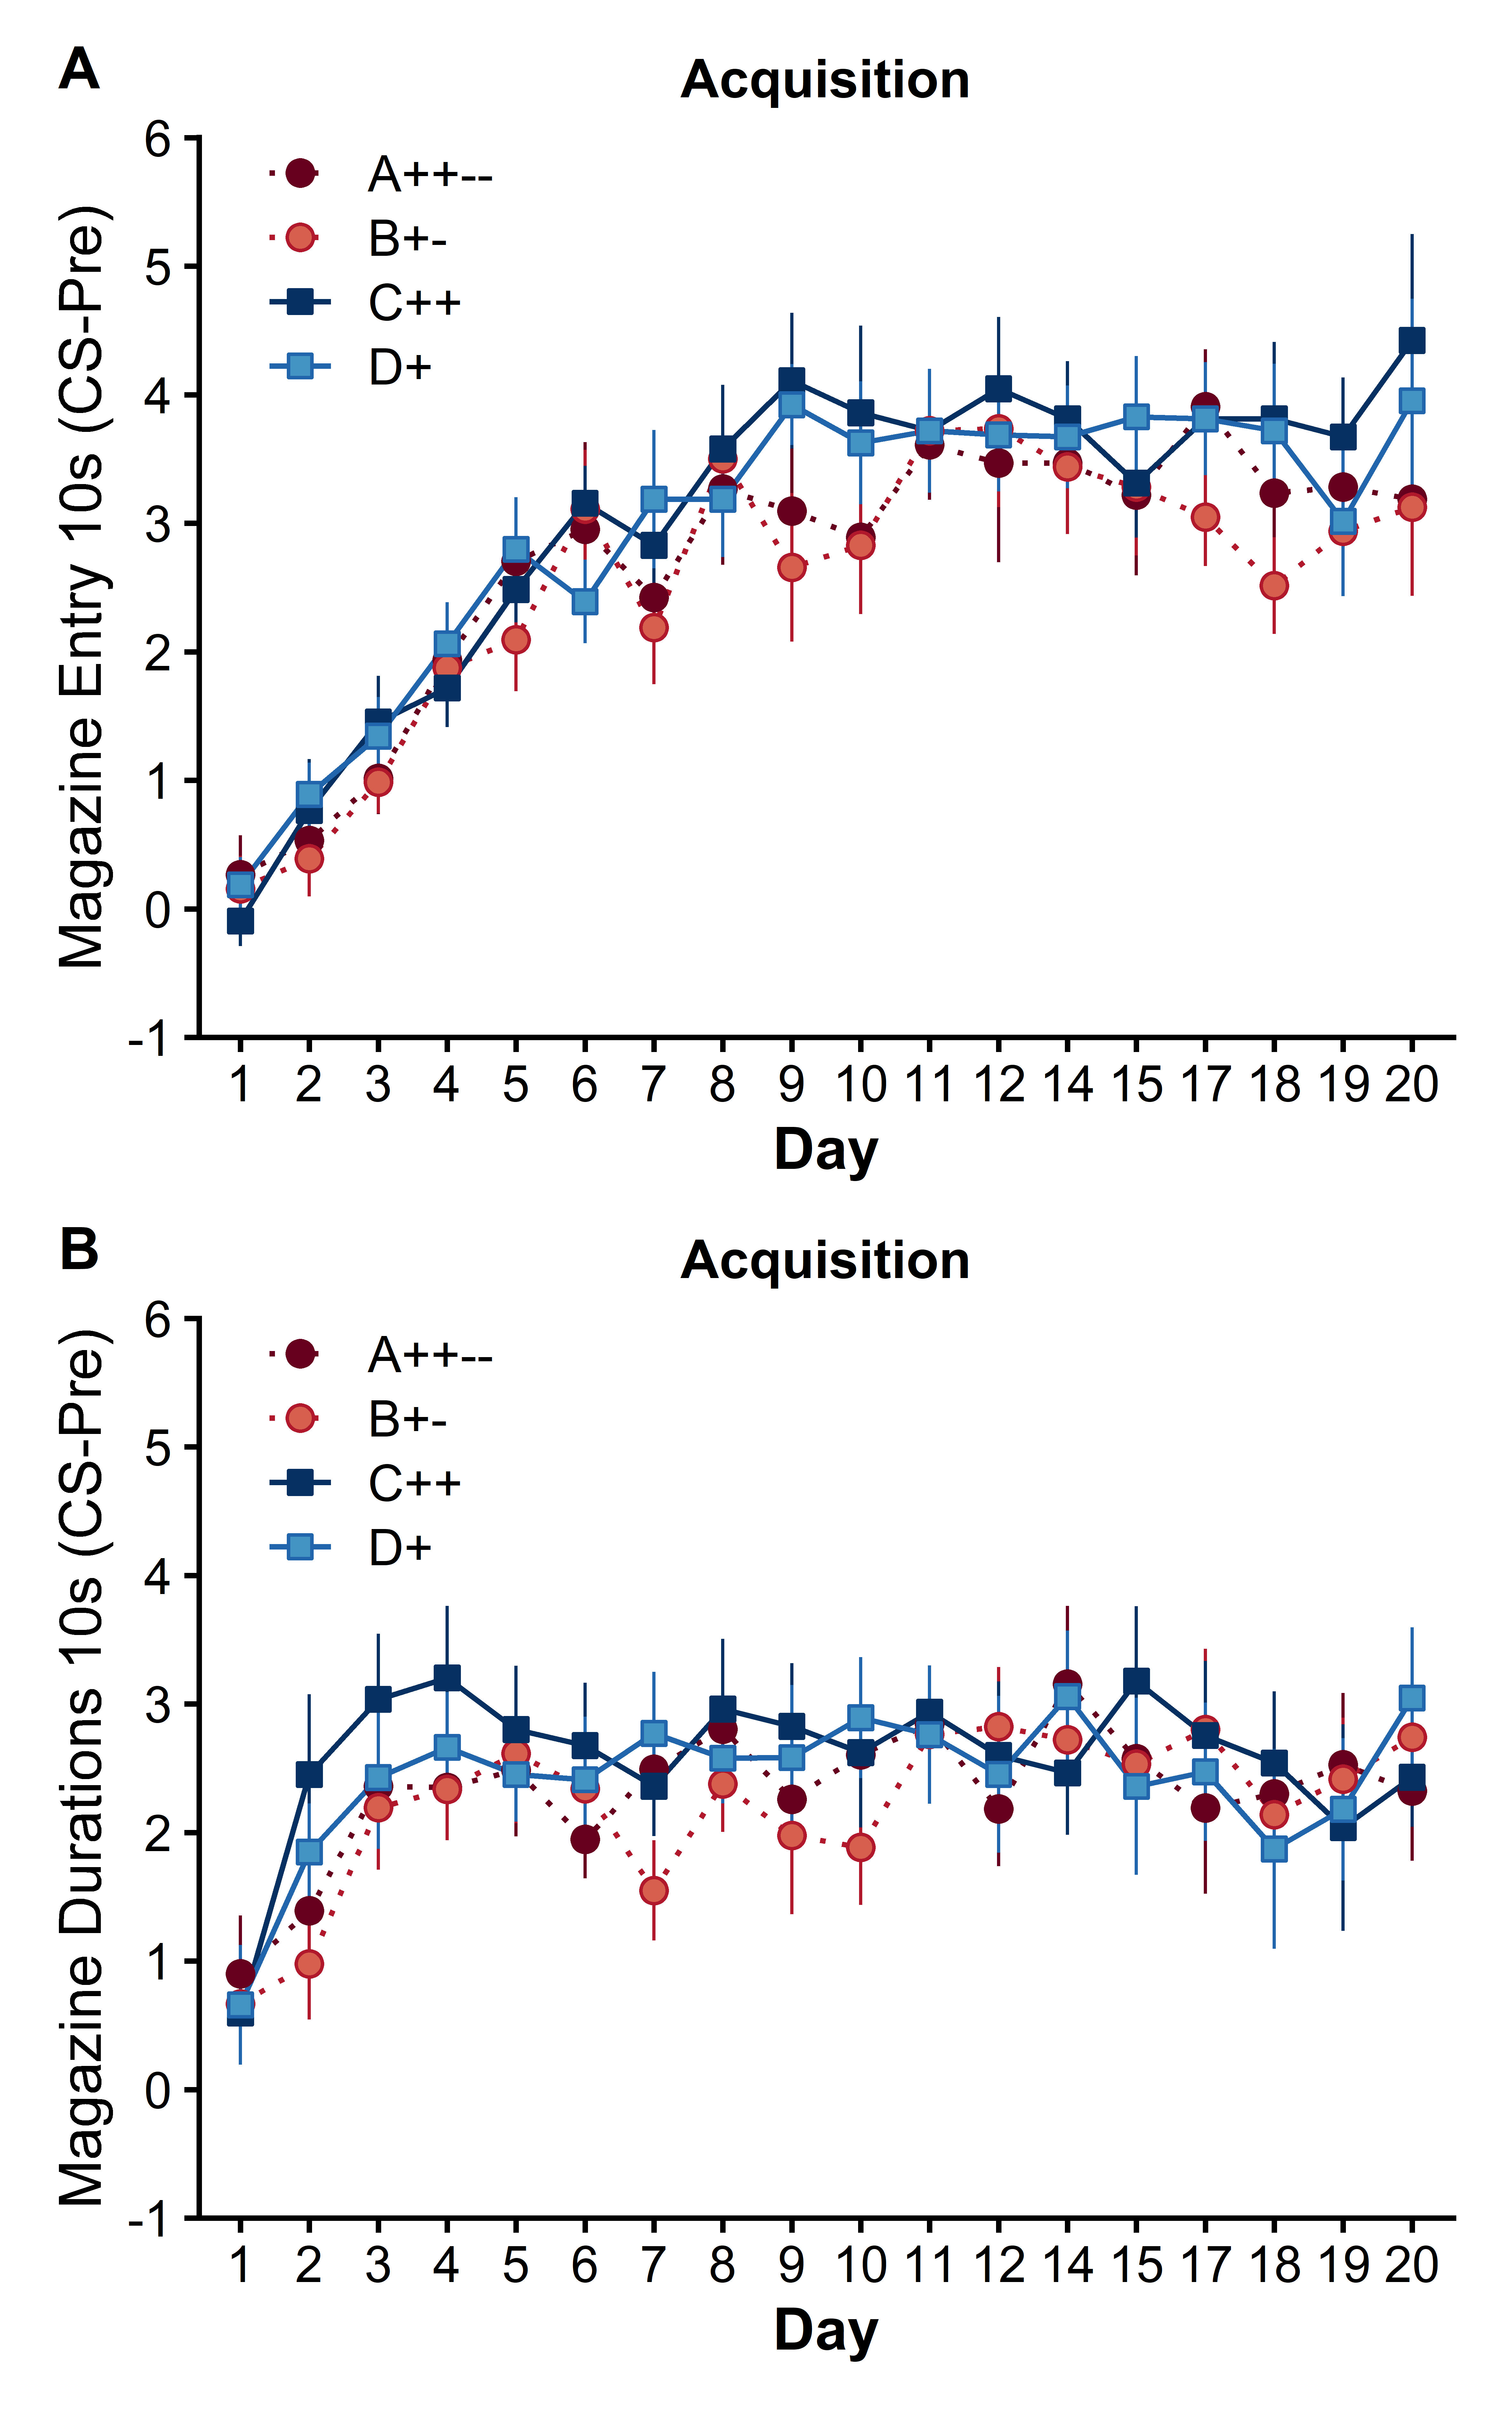 A
Acquisition
6
5
4
3
2
1
0
-1
Magazine Entry 10s (CS-Pre)
A++--
B+-
C++
D+
1 2 3 4 5 6 7 8 9 10 11 12 14 15 17 18 19 20
Day
B
Acquisition
6
5
4
3
2
1
0
-1
Magazine Durations 10s (CS-Pre)
A++--
B+-
C++
D+
1 2 3 4 5 6 7 8 9 10 11 12 14 15 17 18 19 20
Day